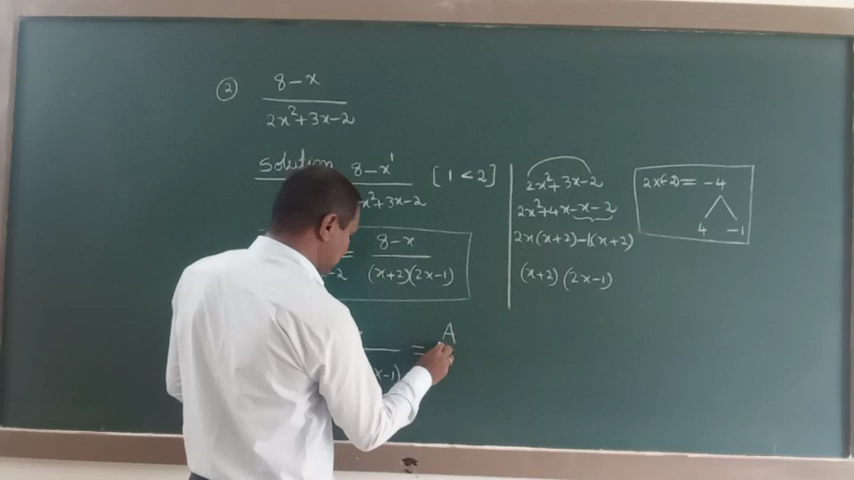 ② 8-x
2x²+3x-2
Solution 8-x¹ [1<2]
x²+3x-2
= 8-x
-2 (x+2)(2x-1)
= A
x-1)
2x²+3x-2
2x²+4x-x-2
2x(x+2)-1(x+2)
(x+2)(2x-1)
2x(-2)= -4
4 -1